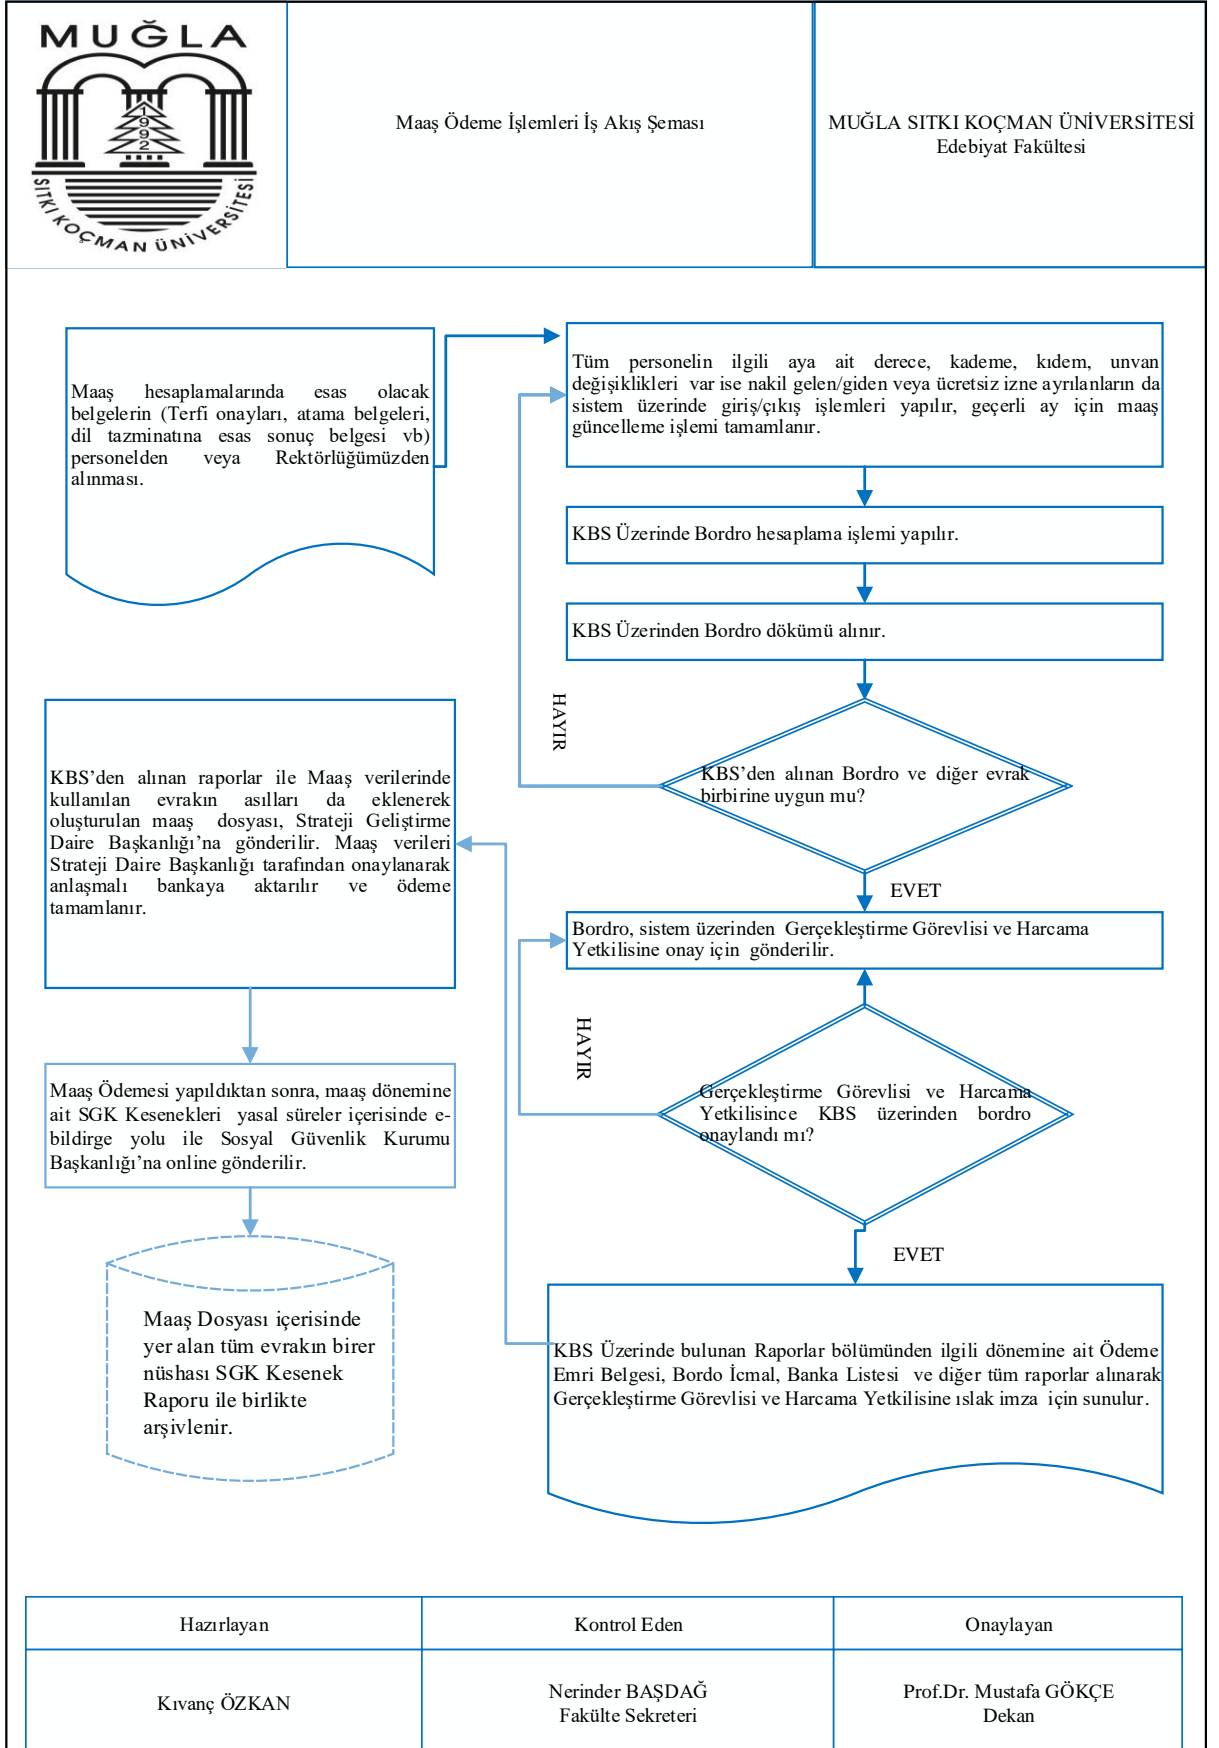 MUĞLA
1992
SITKI KOÇMAN ÜNİVERSİTESİ
Maaş Ödeme İşlemleri İş Akış Şeması
MUĞLA SITKI KOÇMAN ÜNİVERSİTESİ
Edebiyat Fakültesi
Maaş hesaplamalarında esas olacak
belgelerin (Terfi onayları, atama belgeleri,
dil tazminatına esas sonuç belgesi vb)
personelden veya Rektörlüğümüzden
alınması.
Tüm personelin ilgili aya ait derece, kademe, kıdem, unvan
değişiklikleri var ise nakil gelen/giden veya ücretsiz izne ayrılanların da
sistem üzerinde giriş/çıkış işlemleri yapılır, geçerli ay için maaş
güncelleme işlemi tamamlanır.
KBS Üzerinde Bordro hesaplama işlemi yapılır.
KBS Üzerinden Bordro dökümü alınır.
HAYIR
KBS’den alınan Bordro ve diğer evrak
birbirine uygun mu?
EVET
Bordro, sistem üzerinden Gerçekleştirme Görevlisi ve Harcama
Yetkilisine onay için gönderilir.
HAYIR
Gerçekleştirme Görevlisi ve Harcama
Yetkilisince KBS üzerinden bordro
onaylandı mı?
EVET
KBS Üzerinde bulunan Raporlar bölümünden ilgili dönemine ait Ödeme
Emri Belgesi, Bordo İcmal, Banka Listesi ve diğer tüm raporlar alınarak
Gerçekleştirme Görevlisi ve Harcama Yetkilisine ıslak imza için sunulur.
KBS’den alınan raporlar ile Maaş verilerinde
kullanılan evrakın asılları da eklenerek
oluşturulan maaş dosyası, Strateji Geliştirme
Daire Başkanlığı’na gönderilir. Maaş verileri
Strateji Daire Başkanlığı tarafından onaylanarak
anlaşmalı bankaya aktarılır ve ödeme
tamamlanır.
Maaş Ödemesi yapıldıktan sonra, maaş dönemine
ait SGK Kesenekleri yasal süreler içerisinde e-
bildirge yolu ile Sosyal Güvenlik Kurumu
Başkanlığı’na online gönderilir.
Maaş Dosyası içerisinde
yer alan tüm evrakın birer
nüshası SGK Kesenek
Raporu ile birlikte
arşivlenir.
Hazırlayan
Kontrol Eden
Onaylayan
Kıvanç ÖZKAN
Nerinder BAŞDAĞ
Fakülte Sekreteri
Prof.Dr. Mustafa GÖKÇE
Dekan